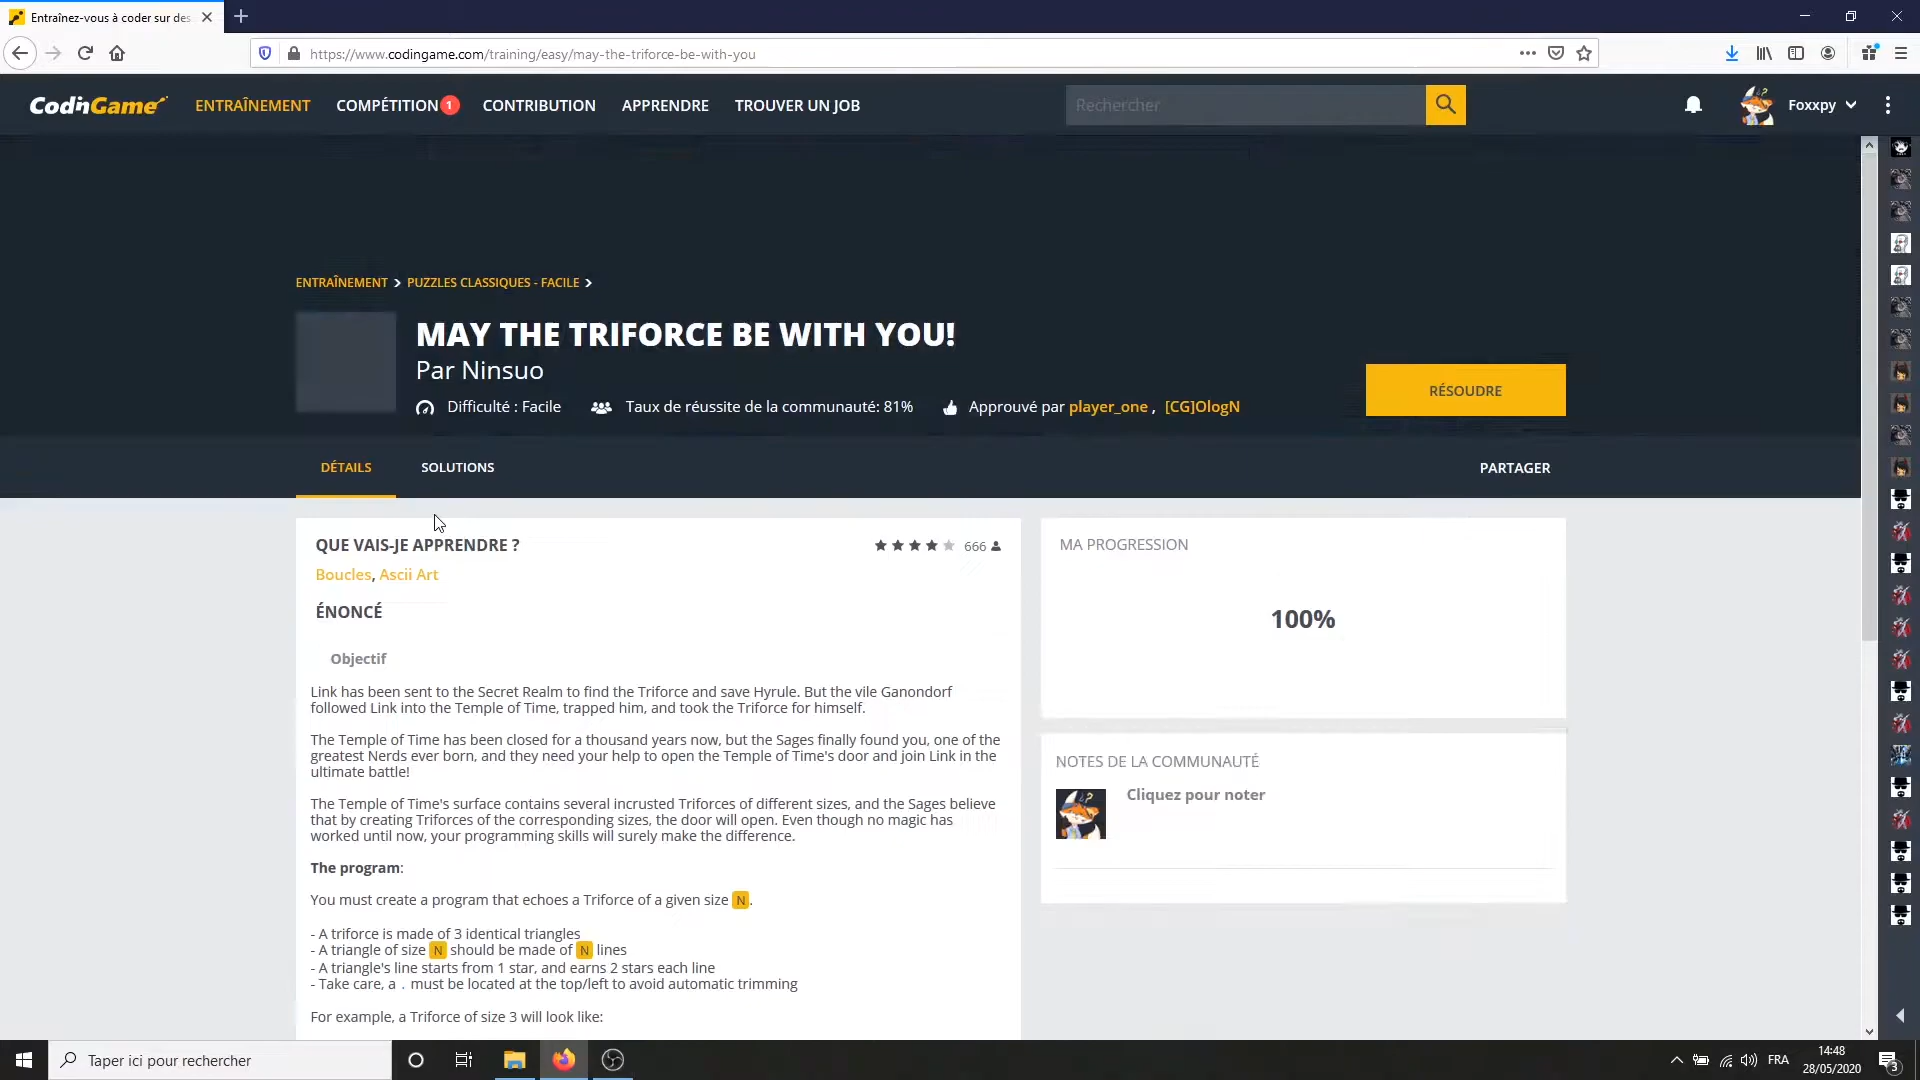 Entraînez-vous à coder sur des
https://www.codingame.com/training/easy/may-the-triforce-be-with-you
CodinGame
ENTRAÎNEMENT
COMPÉTITION 1
CONTRIBUTION
APPRENDRE
TROUVER UN JOB
Rechercher
Foxxpy
ENTRAÎNEMENT > PUZZLES CLASSIQUES - FACILE >
MAY THE TRIFORCE BE WITH YOU!
Par Ninsuo
Difficulté : Facile
Taux de réussite de la communauté: 81%
Approuvé par player_one , [CG]OlogN
RÉSOUDRE
DÉTAILS
SOLUTIONS
PARTAGER
QUE VAIS-JE APPRENDRE ?
666
Boucles, Ascii Art
ÉNONCÉ
Objectif
Link has been sent to the Secret Realm to find the Triforce and save Hyrule. But the vile Ganondorf
followed Link into the Temple of Time, trapped him, and took the Triforce for himself.
The Temple of Time has been closed for a thousand years now, but the Sages finally found you, one of the
greatest Nerds ever born, and they need your help to open the Temple of Time's door and join Link in the
ultimate battle!
The Temple of Time's surface contains several incrusted Triforces of different sizes, and the Sages believe
that by creating Triforces of the corresponding sizes, the door will open. Even though no magic has
worked until now, your programming skills will surely make the difference.
The program:
You must create a program that echoes a Triforce of a given size N.
- A triforce is made of 3 identical triangles
- A triangle of size N should be made of N lines
- A triangle's line starts from 1 star, and earns 2 stars each line
- Take care, a . must be located at the top/left to avoid automatic trimming
For example, a Triforce of size 3 will look like:
MA PROGRESSION
100%
NOTES DE LA COMMUNAUTÉ
Cliquez pour noter
Taper ici pour rechercher
FRA
14:48
28/05/2020
3